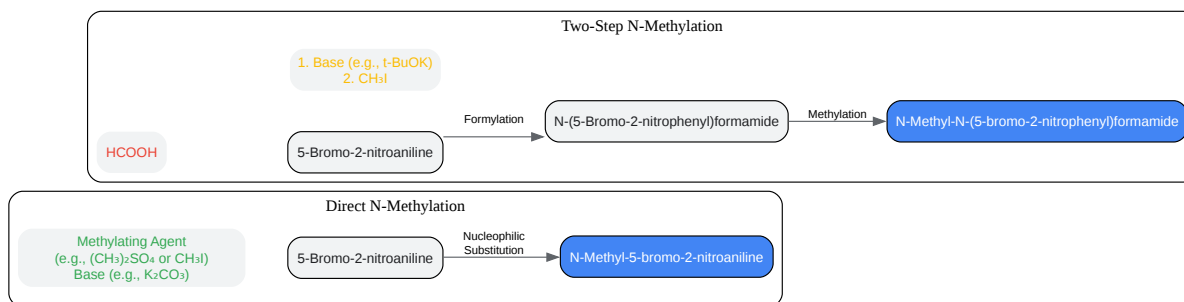 Two-Step N-Methylation
1. Base (e.g., t-BuOK)
2. CH₃I
HCOOH
5-Bromo-2-nitroaniline
Formylation
N-(5-Bromo-2-nitrophenyl)formamide
Methylation
N-Methyl-N-(5-bromo-2-nitrophenyl)formamide
Direct N-Methylation
Methylating Agent
(e.g., (CH₃)₂SO₄ or CH₃I)
Base (e.g., K₂CO₃)
5-Bromo-2-nitroaniline
Nucleophilic
Substitution
N-Methyl-5-bromo-2-nitroaniline